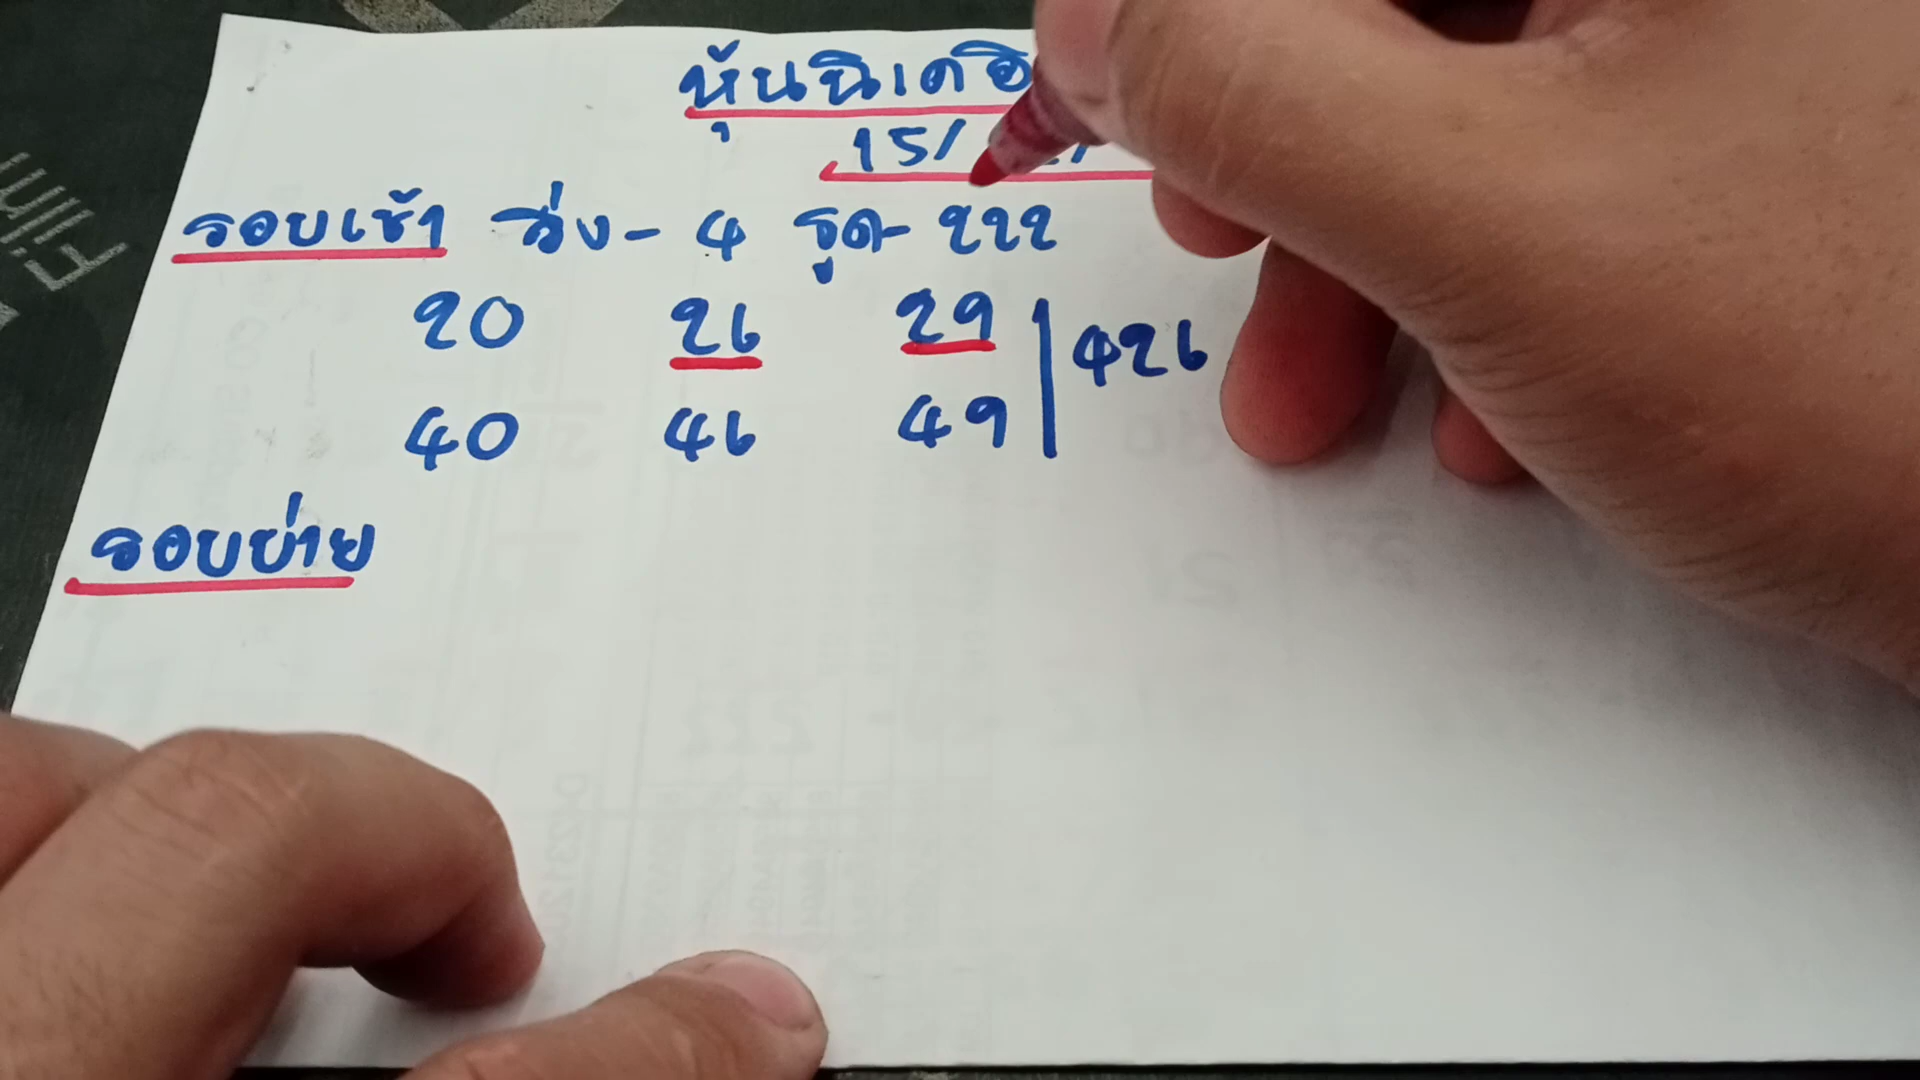 หุ้นนิเคอิ
15/
รอบเช้า วิ่ง - 4 รูด - 222
20 26 29 426
40 46 49
รอบบ่าย